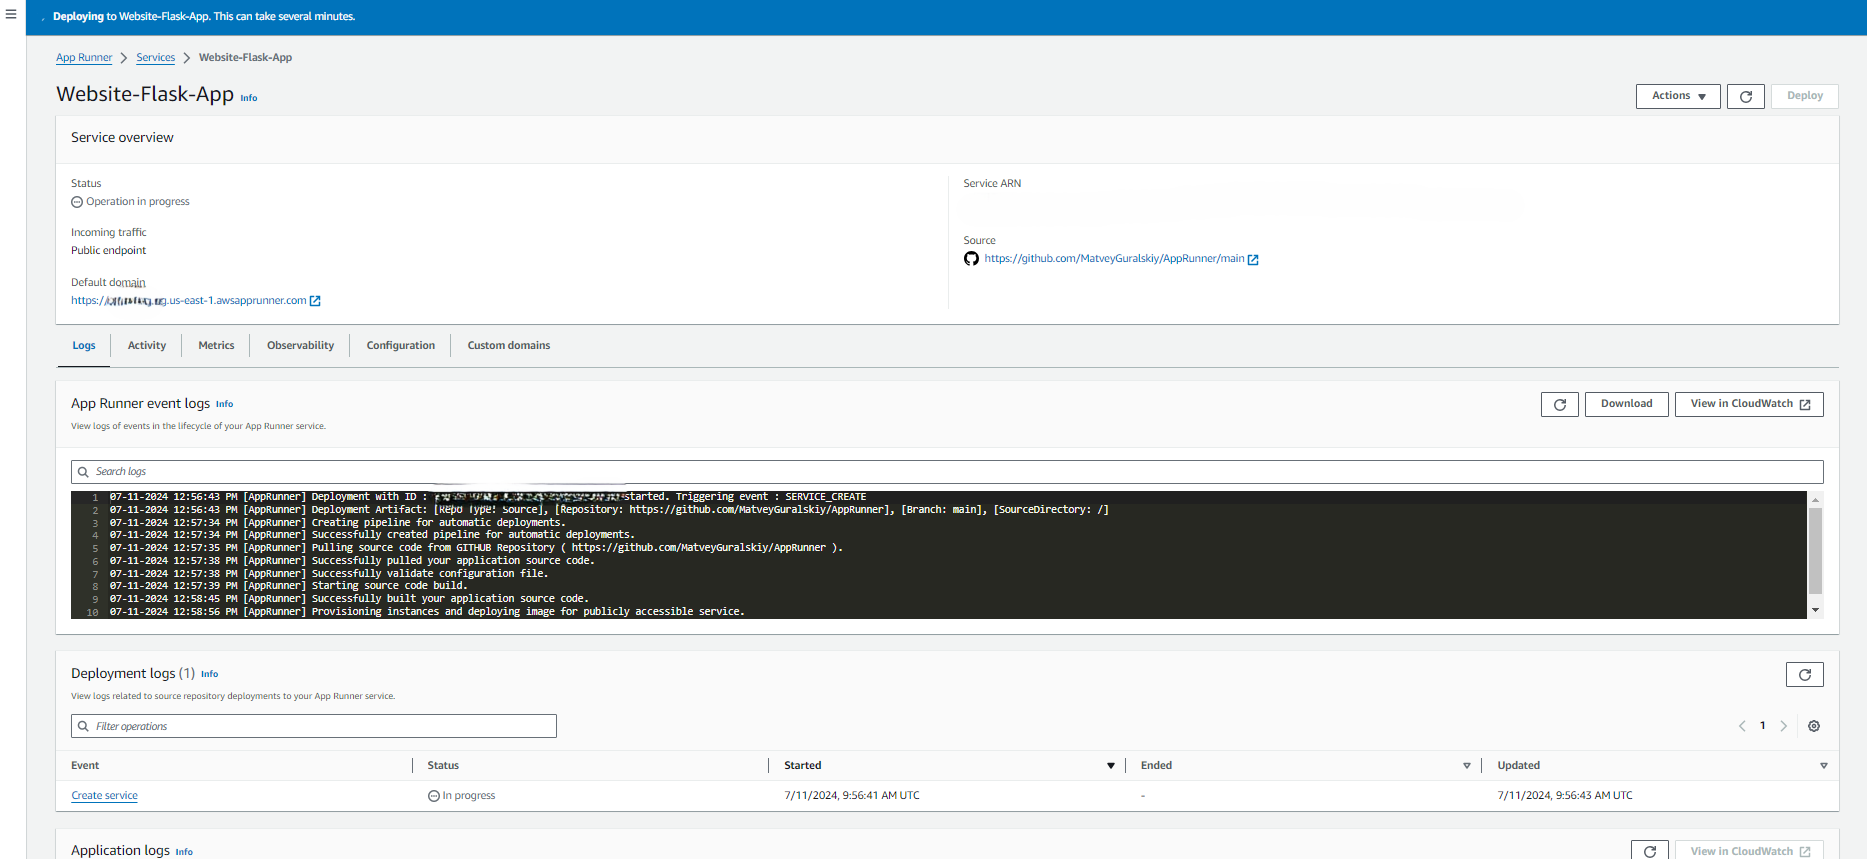 Deploying to Website-Flask-App. This can take several minutes.
App Runner > Services > Website-Flask-App
Website-Flask-App Info
Actions
Deploy
Service overview
Status
Operation in progress
Incoming traffic
Public endpoint
Default domain
https:// .us-east-1.awsapprunner.com
Service ARN
Source
https://github.com/MatveyGuralskiy/AppRunner/main
Logs
Activity
Metrics
Observability
Configuration
Custom domains
App Runner event logs Info
View logs of events in the lifecycle of your App Runner service.
Download
View in CloudWatch
Search logs
1 07-11-2024 12:56:43 PM [AppRunner] Deployment with ID : started. Triggering event : SERVICE_CREATE
2 07-11-2024 12:56:43 PM [AppRunner] Deployment Artifact: [Repo Type: Source], [Repository: https://github.com/MatveyGuralskiy/AppRunner], [Branch: main], [SourceDirectory: /]
3 07-11-2024 12:57:34 PM [AppRunner] Creating pipeline for automatic deployments.
4 07-11-2024 12:57:34 PM [AppRunner] Successfully created pipeline for automatic deployments.
5 07-11-2024 12:57:35 PM [AppRunner] Pulling source code from GITHUB Repository ( https://github.com/MatveyGuralskiy/AppRunner ).
6 07-11-2024 12:57:38 PM [AppRunner] Successfully pulled your application source code.
7 07-11-2024 12:57:38 PM [AppRunner] Successfully validate configuration file.
8 07-11-2024 12:57:39 PM [AppRunner] Starting source code build.
9 07-11-2024 12:58:45 PM [AppRunner] Successfully built your application source code.
10 07-11-2024 12:58:56 PM [AppRunner] Provisioning instances and deploying image for publicly accessible service.
Deployment logs (1) Info
View logs related to source repository deployments to your App Runner service.
Filter operations
1
Event Status Started Ended Updated
Create service In progress 7/11/2024, 9:56:41 AM UTC - 7/11/2024, 9:56:43 AM UTC
Application logs Info
View in CloudWatch